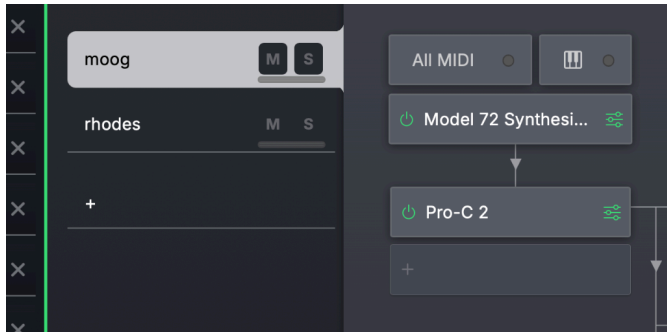 moog M S
rhodes M S
+
All MIDI
Model 72 Synthesi...
Pro-C 2
+